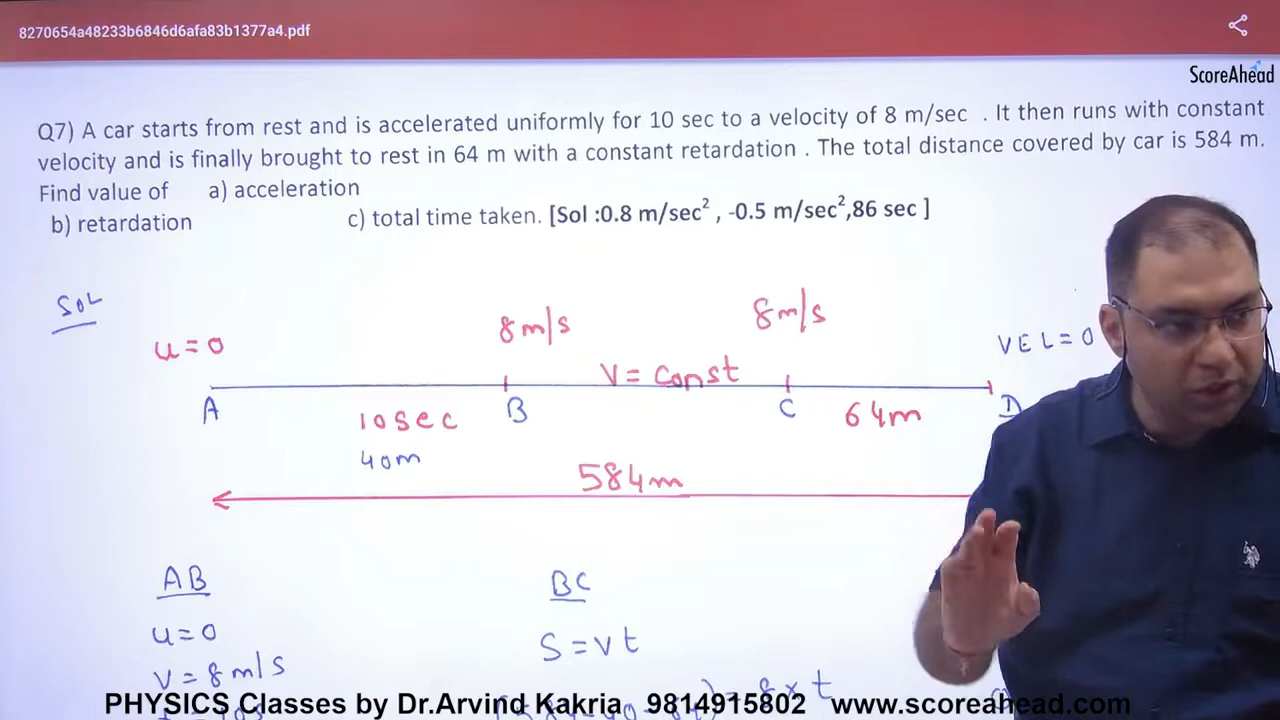 8270654a48233b6846d6afa83b1377a4.pdf
ScoreAhead
Q7) A car starts from rest and is accelerated uniformly for 10 sec to a velocity of 8 m/sec . It then runs with constant
velocity and is finally brought to rest in 64 m with a constant retardation . The total distance covered by car is 584 m.
Find value of a) acceleration
b) retardation c) total time taken. [Sol :0.8 m/sec² , -0.5 m/sec²,86 sec ]
SOL
u=0 8m/s 8m/s VEL=0
V = Const
A 10sec B C 64m D
40m
584m
AB BC
u=0 S=vt
v=8m/s
8 x t
PHYSICS Classes by Dr.Arvind Kakria 9814915802 www.scoreahead.com